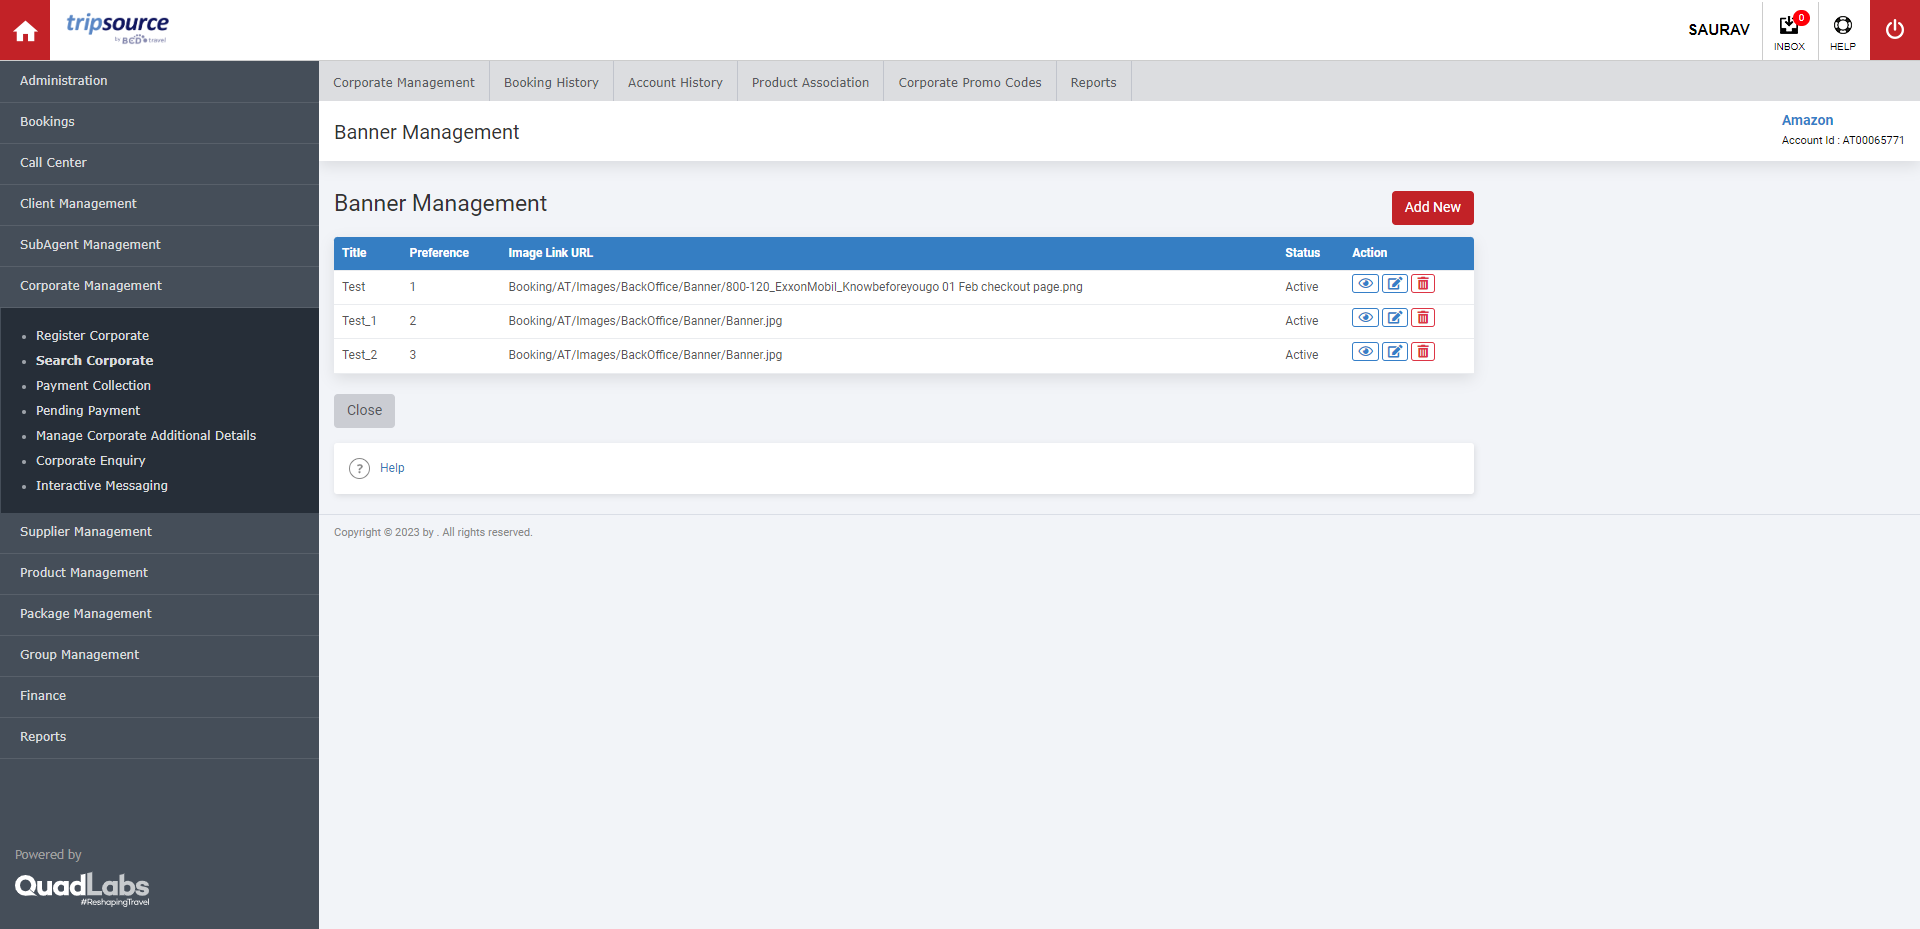 tripsource
by BCD travel
SAURAV
0
INBOX
HELP
Administration
Bookings
Call Center
Client Management
SubAgent Management
Corporate Management
Register Corporate
Search Corporate
Payment Collection
Pending Payment
Manage Corporate Additional Details
Corporate Enquiry
Interactive Messaging
Supplier Management
Product Management
Package Management
Group Management
Finance
Reports
Powered by
QuadLabs
#ReshapingTravel
Corporate Management Booking History Account History Product Association Corporate Promo Codes Reports
Banner Management
Amazon
Account Id : AT00065771
Banner Management
Add New
Title Preference Image Link URL Status Action
Test 1 Booking/AT/Images/BackOffice/Banner/800-120_ExxonMobil_Knowbeforeyougo 01 Feb checkout page.png Active
Test_1 2 Booking/AT/Images/BackOffice/Banner/Banner.jpg Active
Test_2 3 Booking/AT/Images/BackOffice/Banner/Banner.jpg Active
Close
? Help
Copyright © 2023 by . All rights reserved.